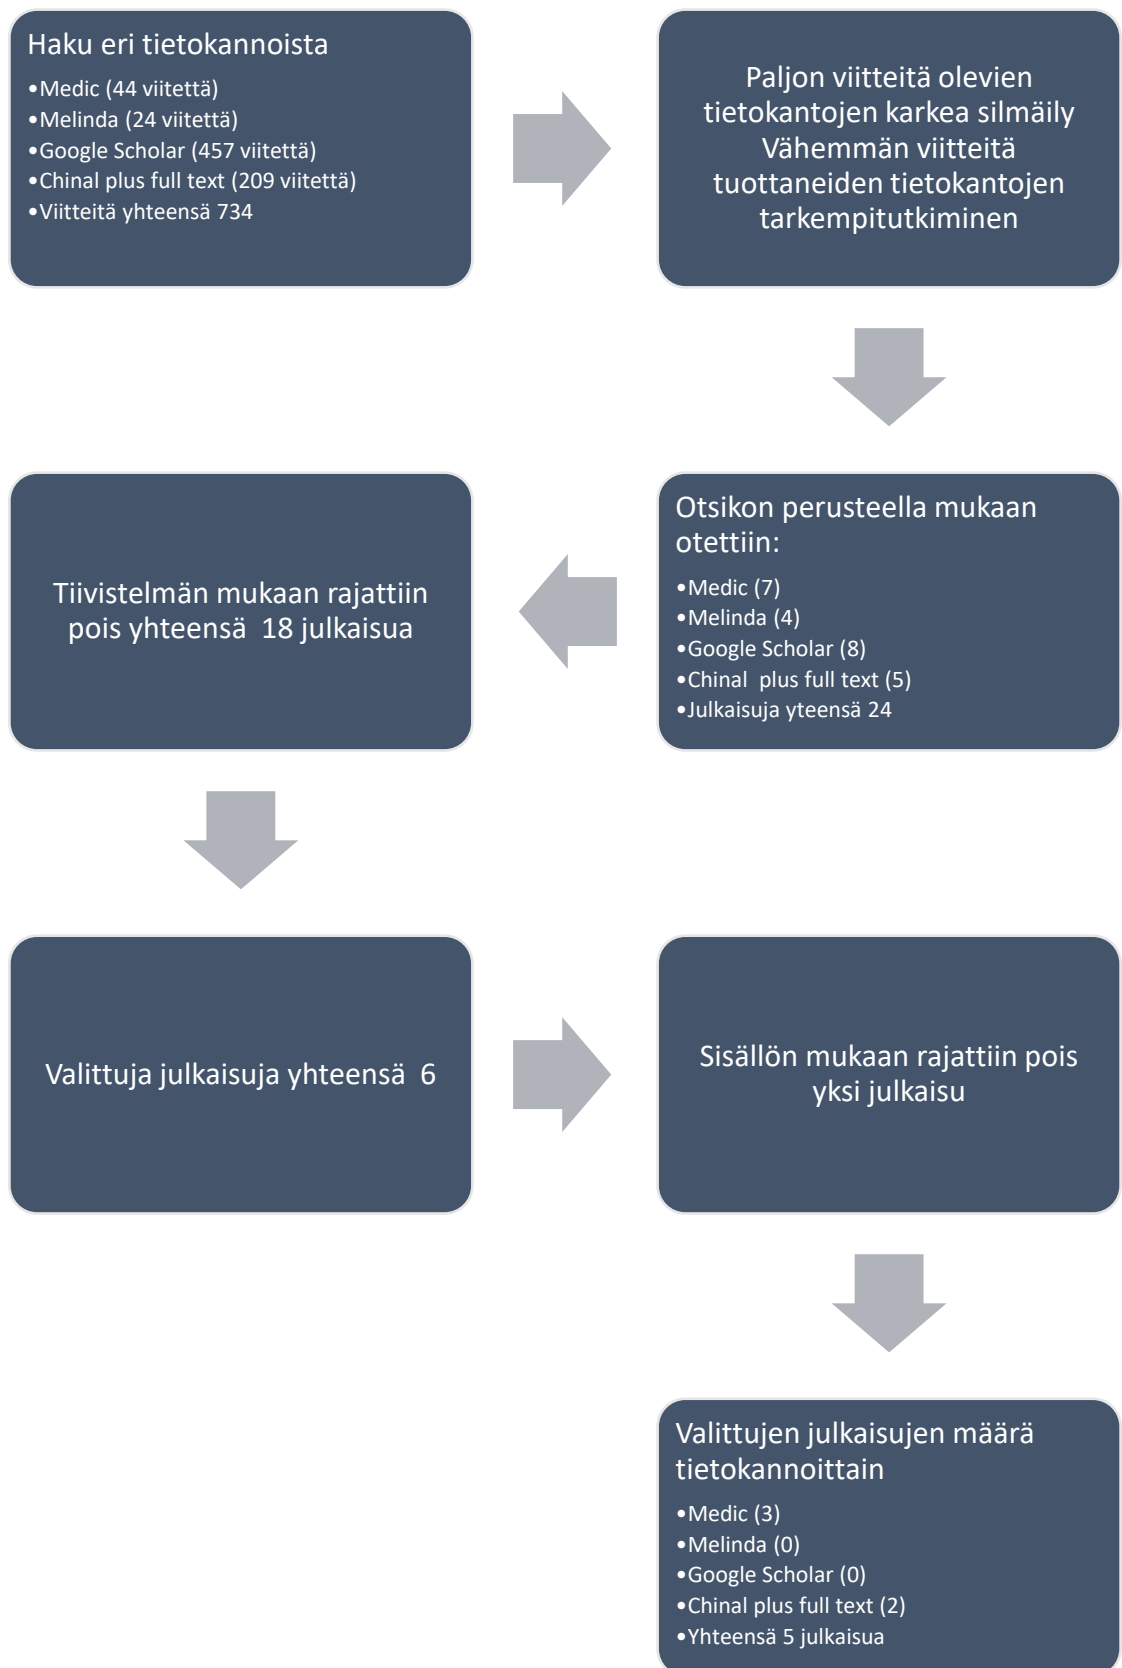 Haku eri tietokannoista
•Medic (44 viitettä)
•Melinda (24 viitettä)
•Google Scholar (457 viitettä)
•Chinal plus full text (209 viitettä)
•Viitteitä yhteensä 734
Paljon viitteitä olevien
tietokantojen karkea silmäily
Vähemmän viitteitä
tuottaneiden tietokantojen
tarkempitutkiminen
Otsikon perusteella mukaan
otettiin:
•Medic (7)
•Melinda (4)
•Google Scholar (8)
•Chinal plus full text (5)
•Julkaisuja yteensä 24
Tiivistelmän mukaan rajattiin
pois yhteensä 18 julkaisua
Valittuja julkaisuja yhteensä 6
Sisällön mukaan rajattiin pois
yksi julkaisu
Valittujen julkaisujen määrä
tietokannoittain
•Medic (3)
•Melinda (0)
•Google Scholar (0)
•Chinal plus full text (2)
•Yhteensä 5 julkaisua